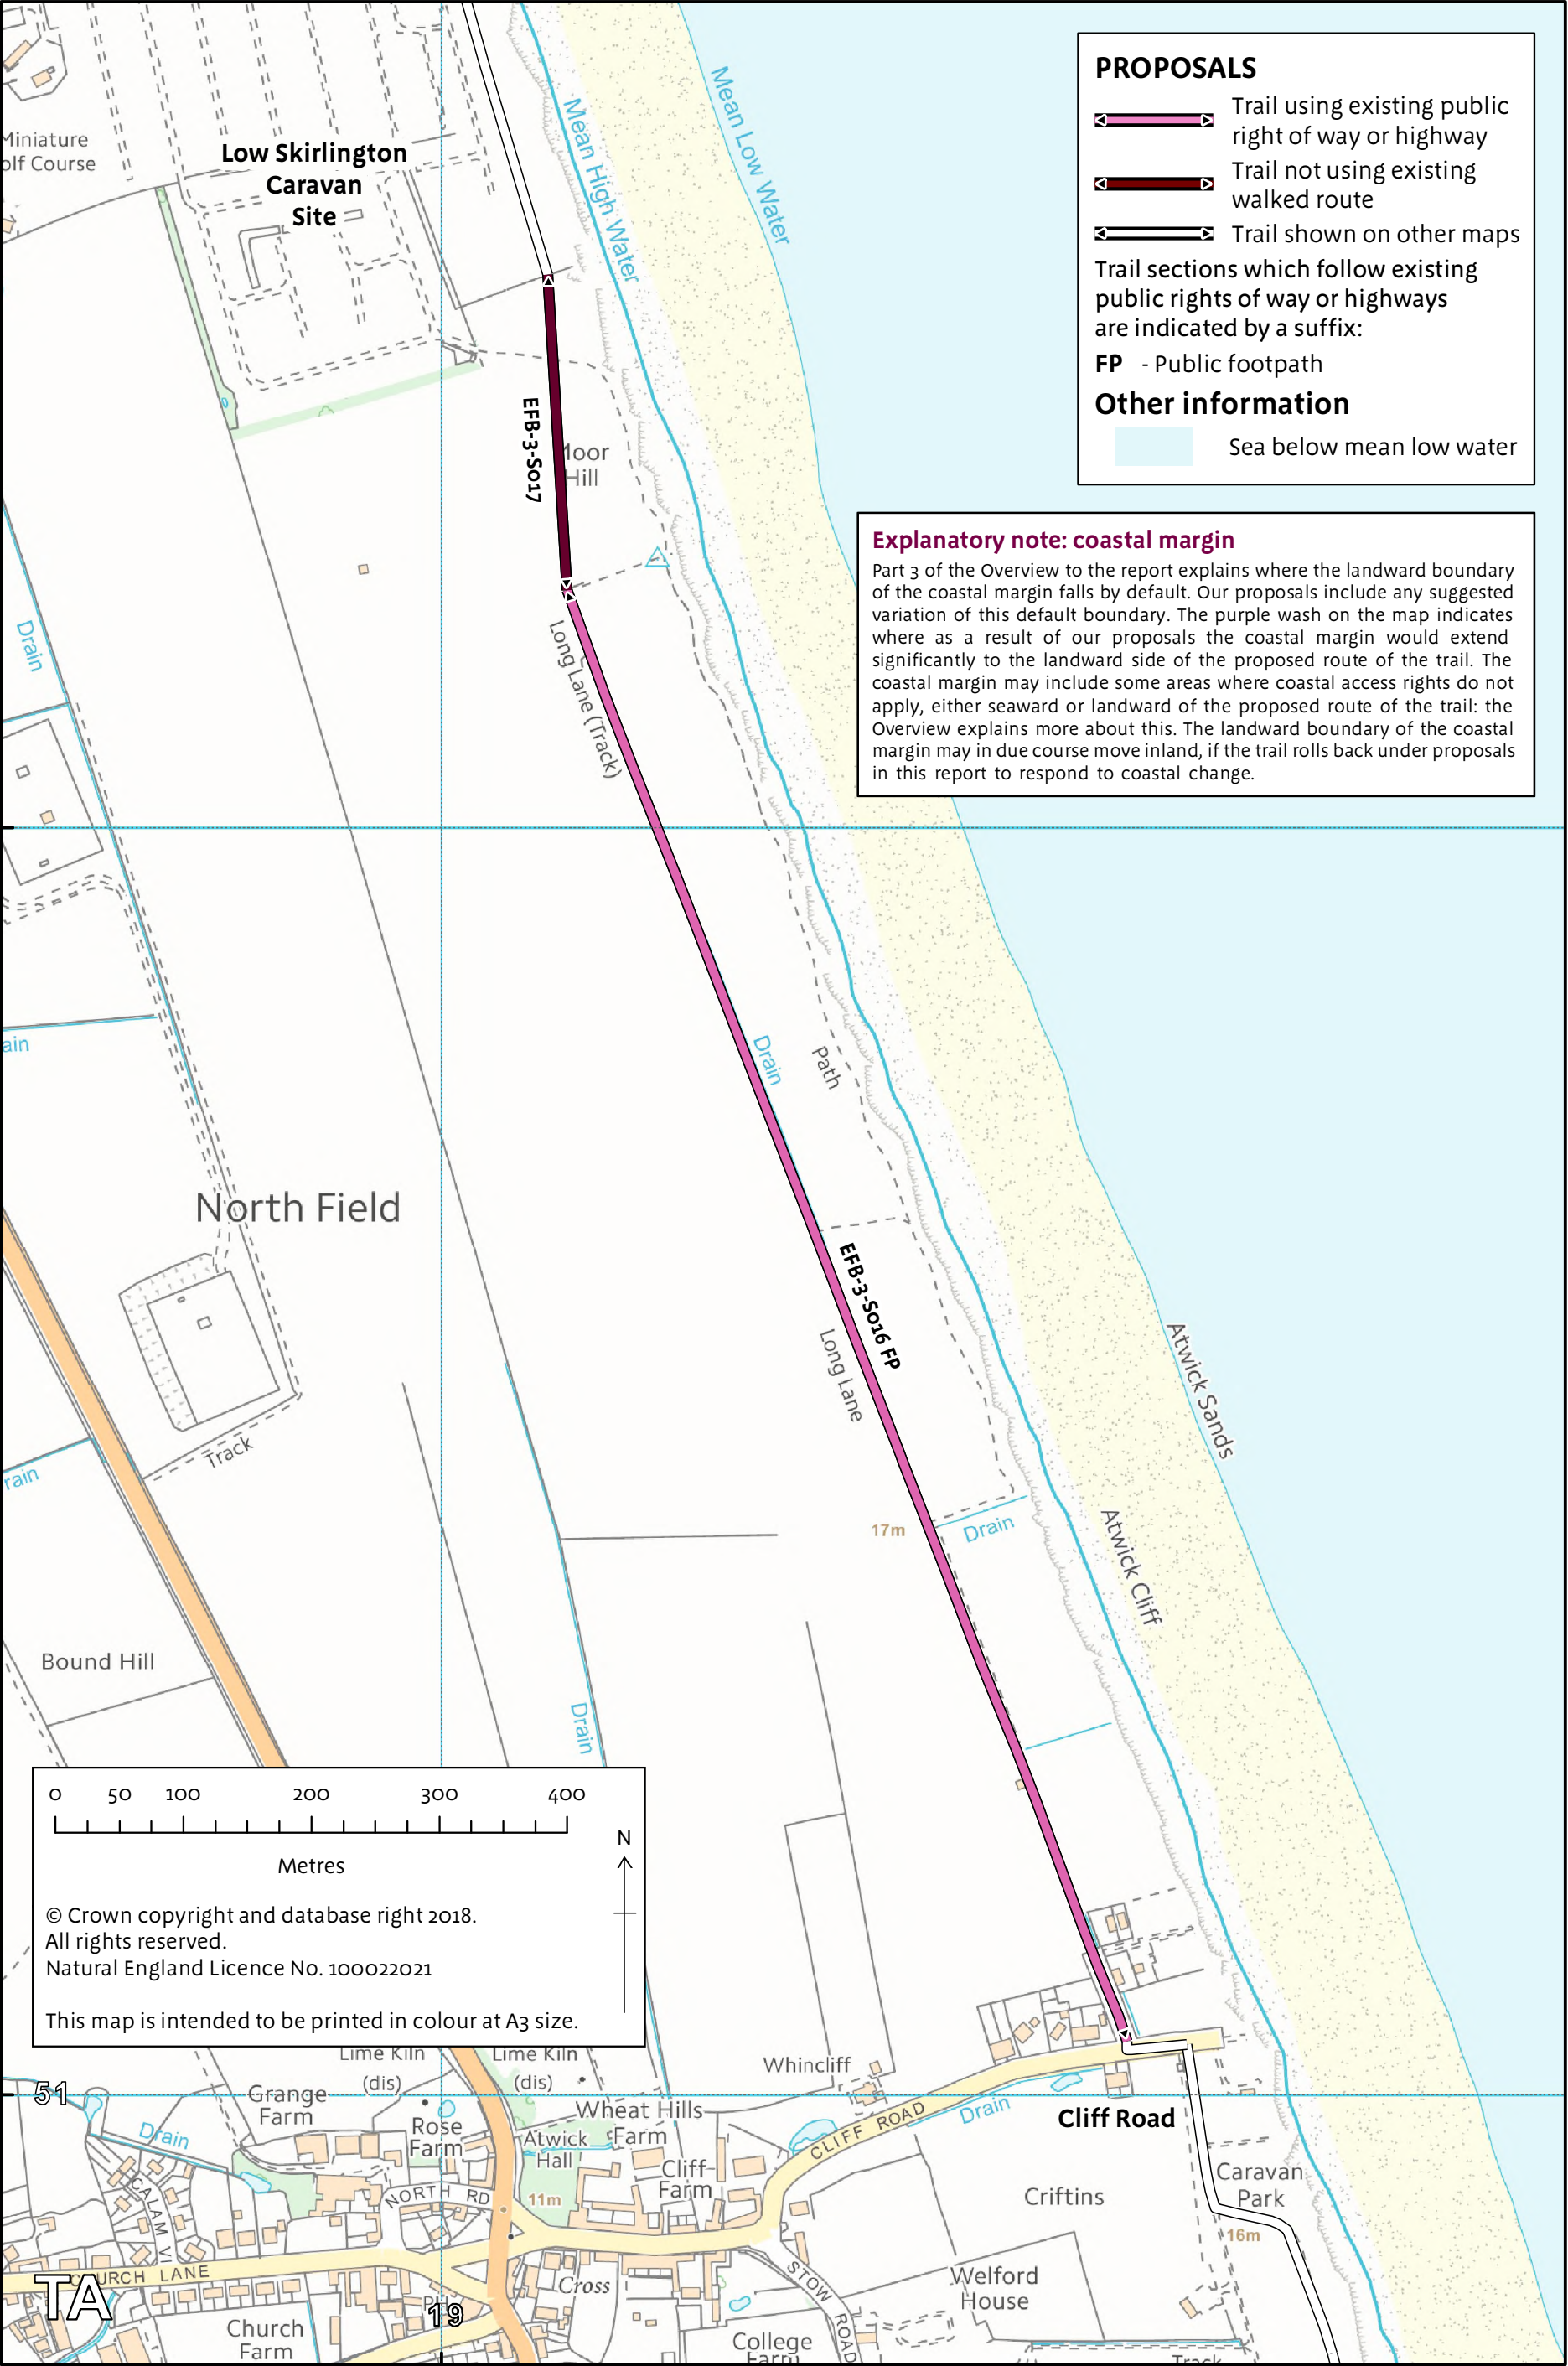 PROPOSALS
Trail using existing public
right of way or highway
Trail not using existing
walked route
Trail shown on other maps
Trail sections which follow existing
public rights of way or highways
are indicated by a suffix:
FP - Public footpath
Other information
Sea below mean low water
Explanatory note: coastal margin
Part 3 of the Overview to the report explains where the landward boundary
of the coastal margin falls by default. Our proposals include any suggested
variation of this default boundary. The purple wash on the map indicates
where as a result of our proposals the coastal margin would extend
significantly to the landward side of the proposed route of the trail. The
coastal margin may include some areas where coastal access rights do not
apply, either seaward or landward of the proposed route of the trail: the
Overview explains more about this. The landward boundary of the coastal
margin may in due course move inland, if the trail rolls back under proposals
in this report to respond to coastal change.
Miniature
olf Course
Low Skirlington
Caravan
Site
Mean High Water
Mean Low Water
EFB-3-S017
Moor
Hill
Drain
Long Lane (Track)
ain
Drain
Path
North Field
EFB-3-S016 FP
Long Lane
Atwick Sands
Track
rain
17m
Drain
Atwick Cliff
Bound Hill
Drain
0 50 100 200 300 400
Metres
N
© Crown copyright and database right 2018.
All rights reserved.
Natural England Licence No. 100022021
This map is intended to be printed in colour at A3 size.
Lime Kiln
(dis)
Lime Kiln
(dis)
Whincliff
51
Grange
Farm
Drain
Rose
Farm
Wheat Hills
Farm
Atwick
Hall
Cliff
Farm
CLIFF ROAD
Drain
Cliff Road
Caravan
Park
Criftins
16m
NORTH RD
11m
CALAM VI
CHURCH LANE
TA
PH
19
Cross
STOW ROAD
Welford
House
Church
Farm
College
Farm
Track